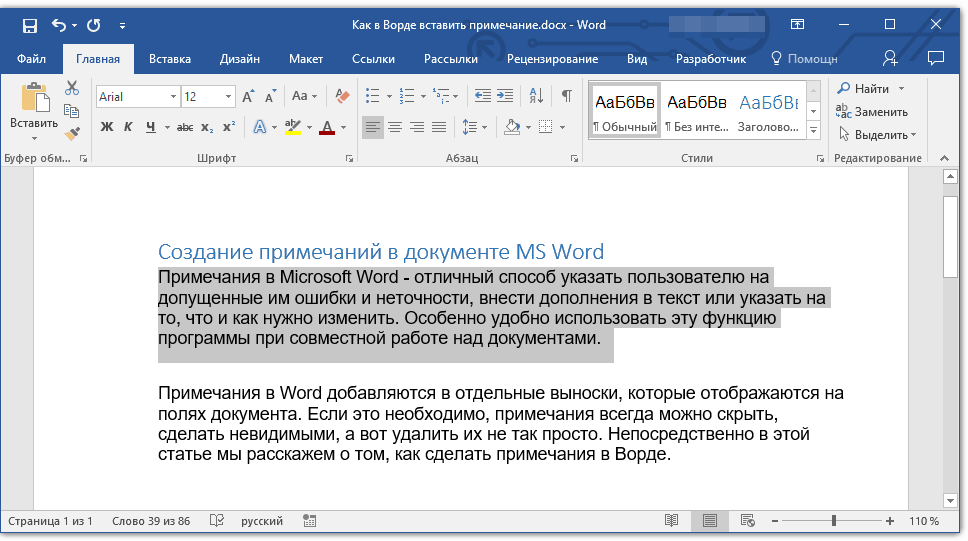 Как в Ворде вставить примечание.docx - Word
Файл Главная Вставка Дизайн Макет Ссылки Рассылки Рецензирование Вид Разработчик Помощн
Вставить
Arial 12
Aa
Ж К Ч abc x₂ x² A ab A
А Я ¶
АаБбВв АаБбВв АаБбВв
¶ Обычный ¶ Без инте... Заголово...
Найти
ab ac Заменить
Выделить
Буфер обм... Шрифт Абзац Стили Редактирование
Создание примечаний в документе MS Word
Примечания в Microsoft Word - отличный способ указать пользователю на
допущенные им ошибки и неточности, внести дополнения в текст или указать на
то, что и как нужно изменить. Особенно удобно использовать эту функцию
программы при совместной работе над документами.
Примечания в Word добавляются в отдельные выноски, которые отображаются на
полях документа. Если это необходимо, примечания всегда можно скрыть,
сделать невидимыми, а вот удалить их не так просто. Непосредственно в этой
статье мы расскажем о том, как сделать примечания в Ворде.
Страница 1 из 1 Слово 39 из 86 русский 110 %